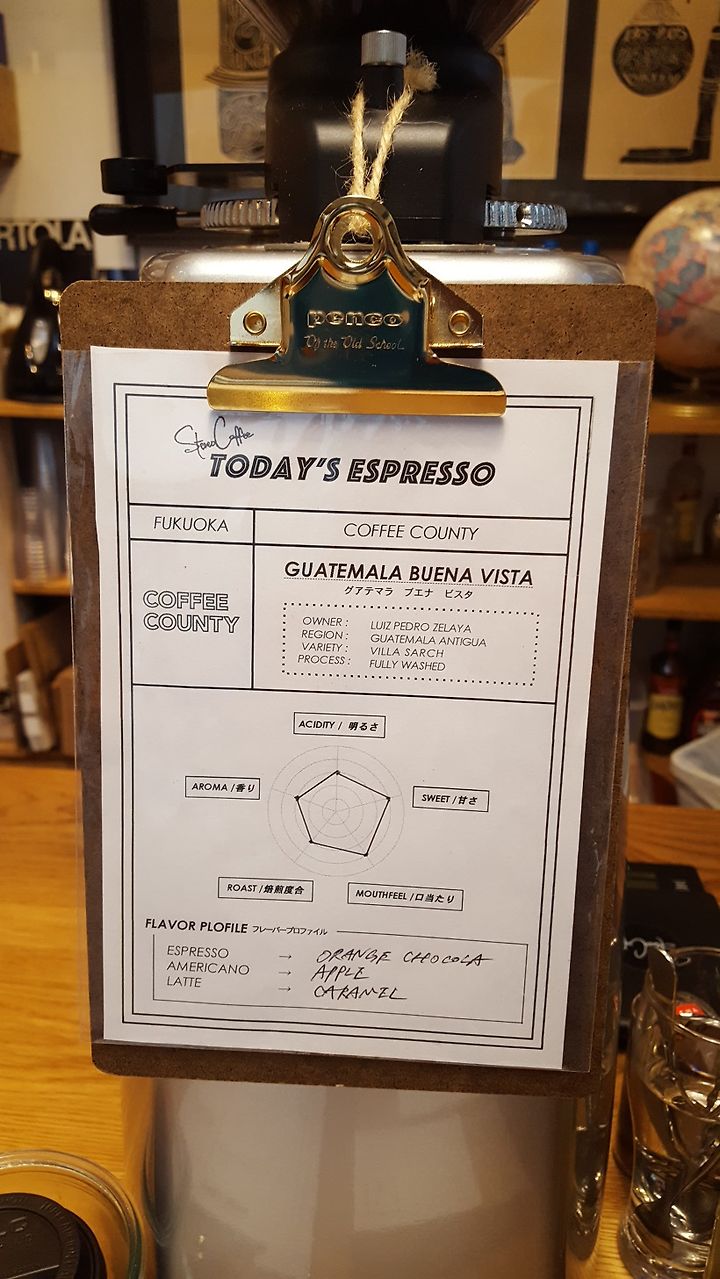 RTOLA
penco
Of the Old School
Stereo Coffee
TODAY'S ESPRESSO
FUKUOKA
COFFEE COUNTY
COFFEE
COUNTY
GUATEMALA BUENA VISTA
グアテマラ ブエナ ビスタ
OWNER : LUIZ PEDRO ZELAYA
REGION : GUATEMALA ANTIGUA
VARIETY : VILLA SARCH
PROCESS : FULLY WASHED
ACIDITY / 明るさ
AROMA /香り
SWEET /甘さ
ROAST /焙煎度合
MOUTHFEEL /口当たり
FLAVOR PLOFILE フレーバープロファイル
ESPRESSO → ORANGE CHOCOLA
AMERICANO → APPLE
LATTE → CARAMEL